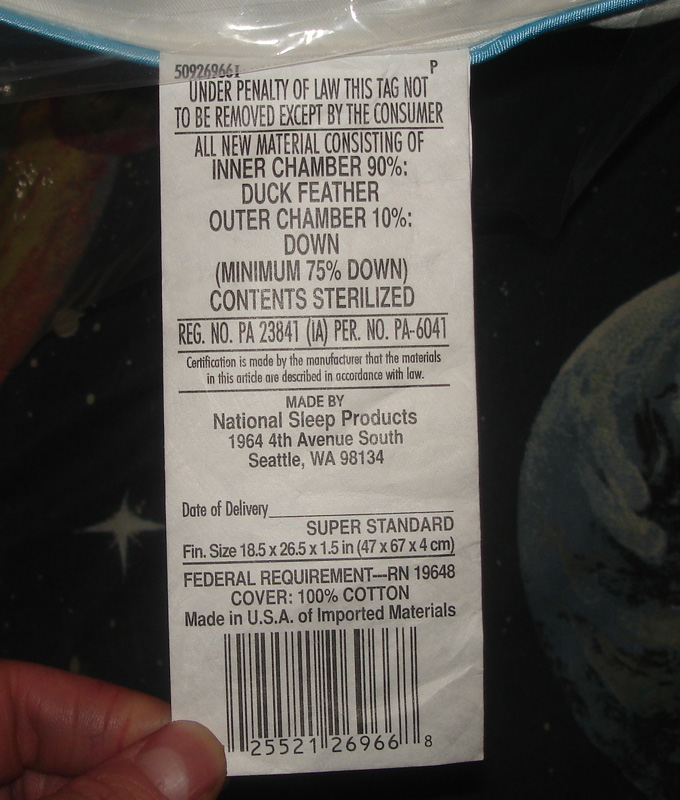 50926966I P
UNDER PENALTY OF LAW THIS TAG NOT
TO BE REMOVED EXCEPT BY THE CONSUMER
ALL NEW MATERIAL CONSISTING OF
INNER CHAMBER 90%:
DUCK FEATHER
OUTER CHAMBER 10%:
DOWN
(MINIMUM 75% DOWN)
CONTENTS STERILIZED
REG. NO. PA 23841 (IA) PER. NO. PA-6041
Certification is made by the manufacturer that the materials
in this article are described in accordance with law.
MADE BY
National Sleep Products
1964 4th Avenue South
Seattle, WA 98134
Date of Delivery
SUPER STANDARD
Fin. Size 18.5 x 26.5 x 1.5 in (47 x 67 x 4 cm)
FEDERAL REQUIREMENT---RN 19648
COVER: 100% COTTON
Made in U.S.A. of Imported Materials
25521 26966 8